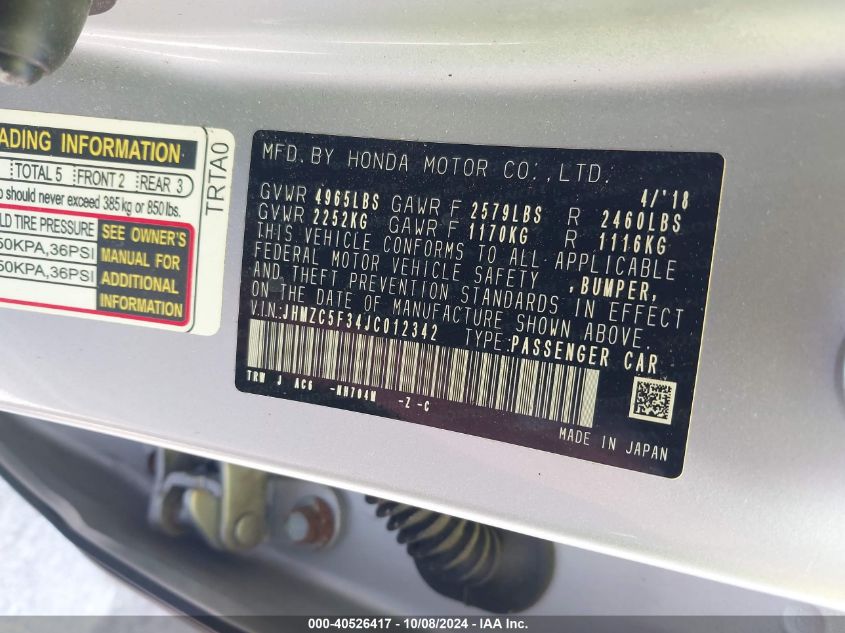 ADING INFORMATION
TOTAL 5 FRONT 2 REAR 3
should never exceed 385 kg or 850 lbs.
TIRE PRESSURE
50KPA,36PSI
50KPA,36PSI
SEE OWNER'S
MANUAL FOR
ADDITIONAL
INFORMATION
TRTA0
MFD. BY HONDA MOTOR CO.,LTD.
4/'18
GVWR 4965LBS GAWR F 2579LBS R 2460LBS
GVWR 2252KG GAWR F 1170KG R 1116KG
THIS VEHICLE CONFORMS TO ALL APPLICABLE
FEDERAL MOTOR VEHICLE SAFETY ,BUMPER,
AND THEFT PREVENTION STANDARDS IN EFFECT
ON THE DATE OF MANUFACTURE SHOWN ABOVE.
V.I.N:JHMZC5F34JC012342 TYPE:PASSENGER CAR
TRW J AC6 -NH704M -Z -C
MADE IN JAPAN
000-40526417 - 10/08/2024 - IAA Inc.